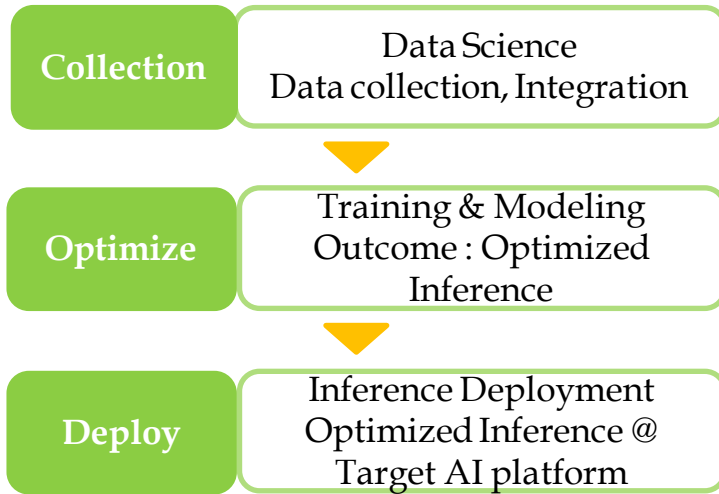 Collection
Data Science
Data collection, Integration
Optimize
Training & Modeling
Outcome : Optimized
Inference
Deploy
Inference Deployment
Optimized Inference @
Target AI platform